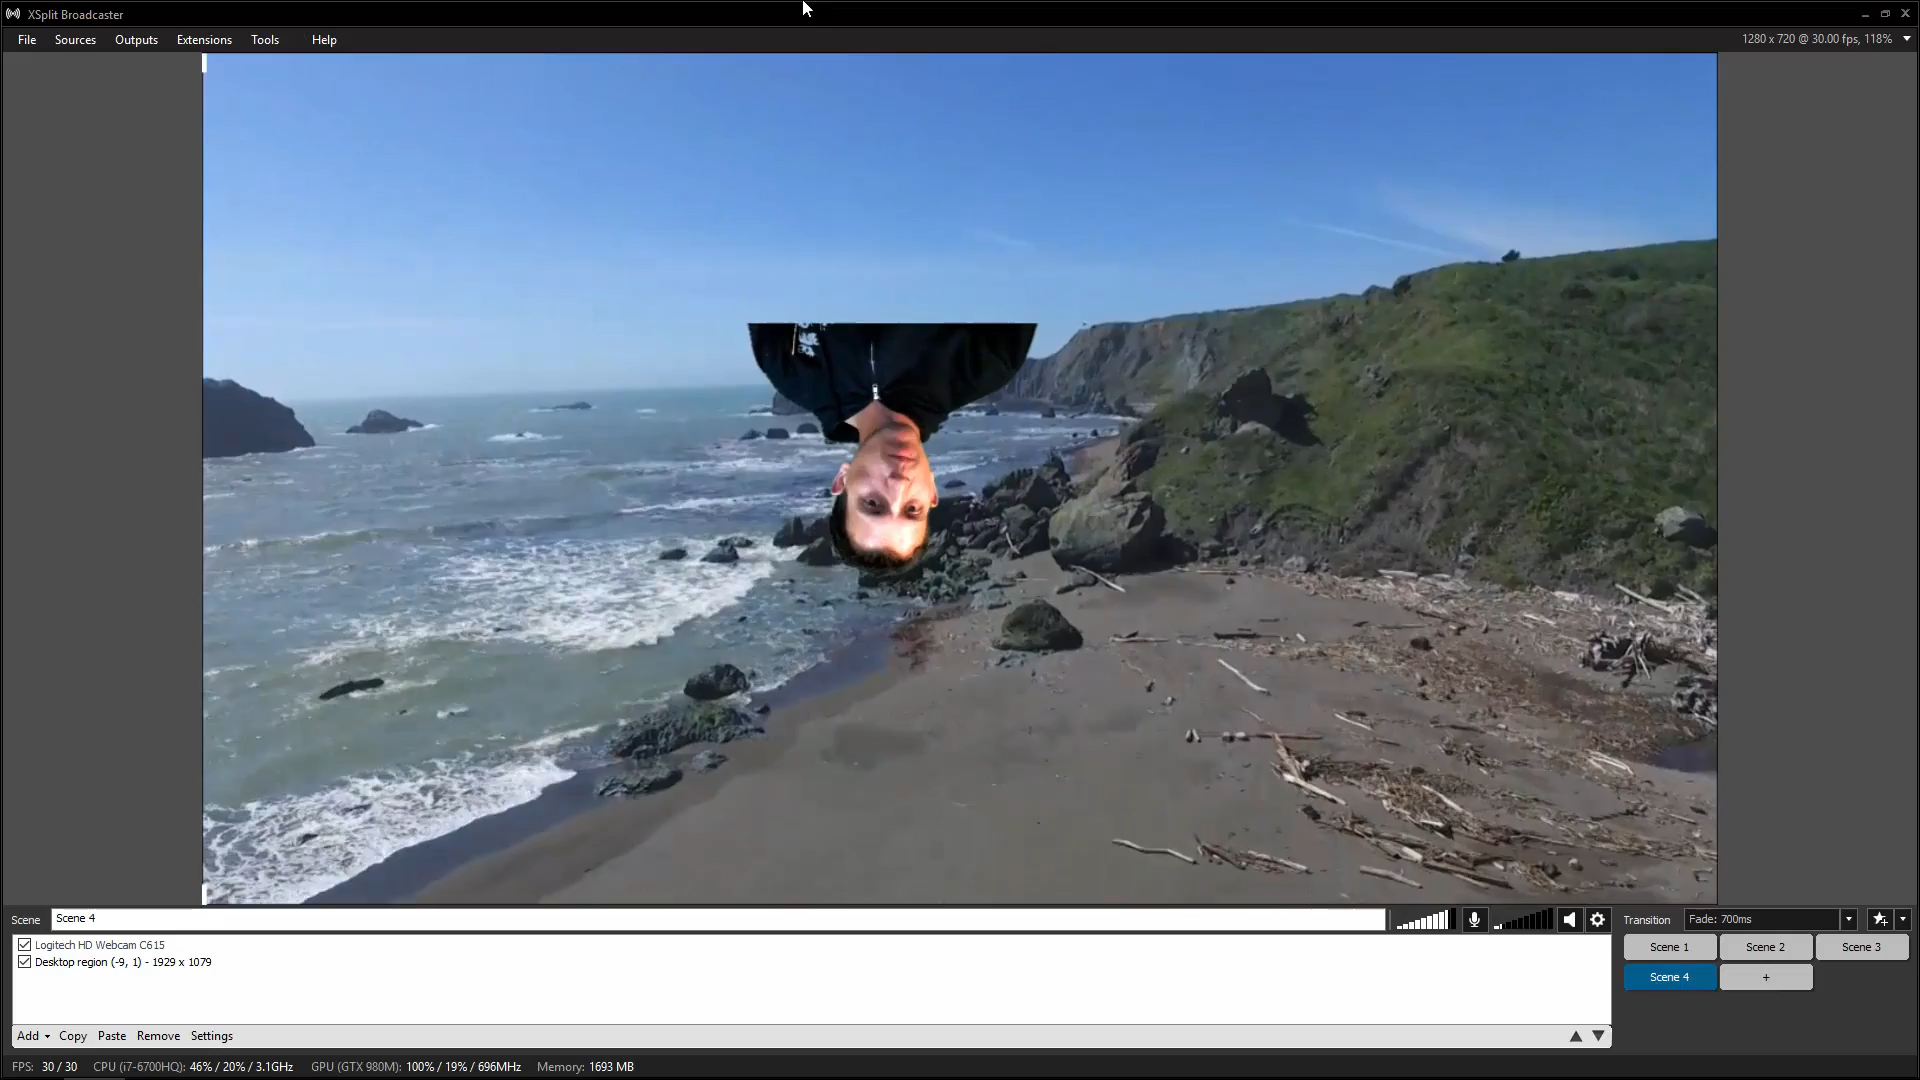 XSplit Broadcaster
File Sources Outputs Extensions Tools Help 1280 x 720 @ 30.00 fps, 118%
Scene Scene 4 Transition Fade: 700ms
Logitech HD Webcam C615 Scene 1 Scene 2 Scene 3
Desktop region (-9, 1) - 1929 x 1079
Scene 4 +
Add Copy Paste Remove Settings
FPS: 30 / 30 CPU (i7-6700HQ): 46% / 20% / 3.1GHz GPU (GTX 980M): 100% / 19% / 696MHz Memory: 1693 MB